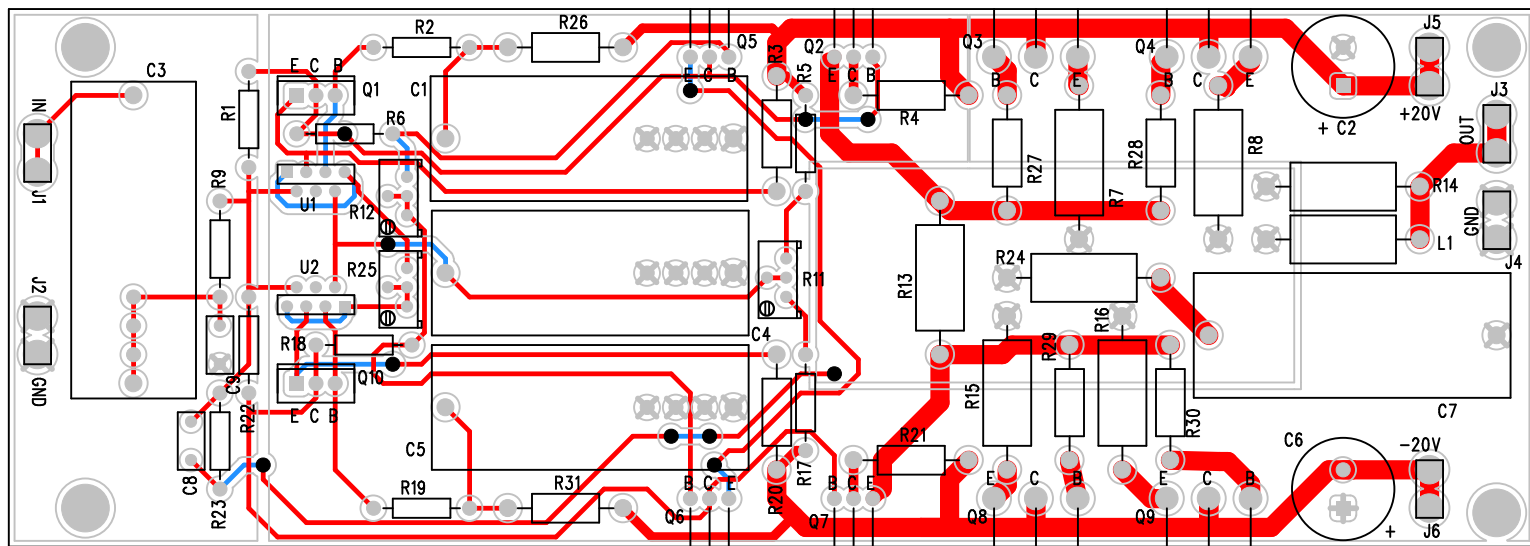 R2
R26
Q5
R3
Q2
Q3
Q4
J5
C3
E C B
Q1
C1
E C B
R5
E C B
B C E
B C E
+20V
J3
IN
R1
R6
R4
+ C2
OUT
R27
R7
R28
R8
J1
R9
U1
R12
R14
GND
L1
J4
J2
U2
R25
R11
R13
R24
R16
GND
R18
C4
R29
C9
Q10
E C B
R22
R15
R30
C7
C5
R21
R17
C6
-20V
C8
R23
R19
R31
R20
B C E
B C E
E C B
E C B
Q6
Q7
Q8
Q9
+
J6